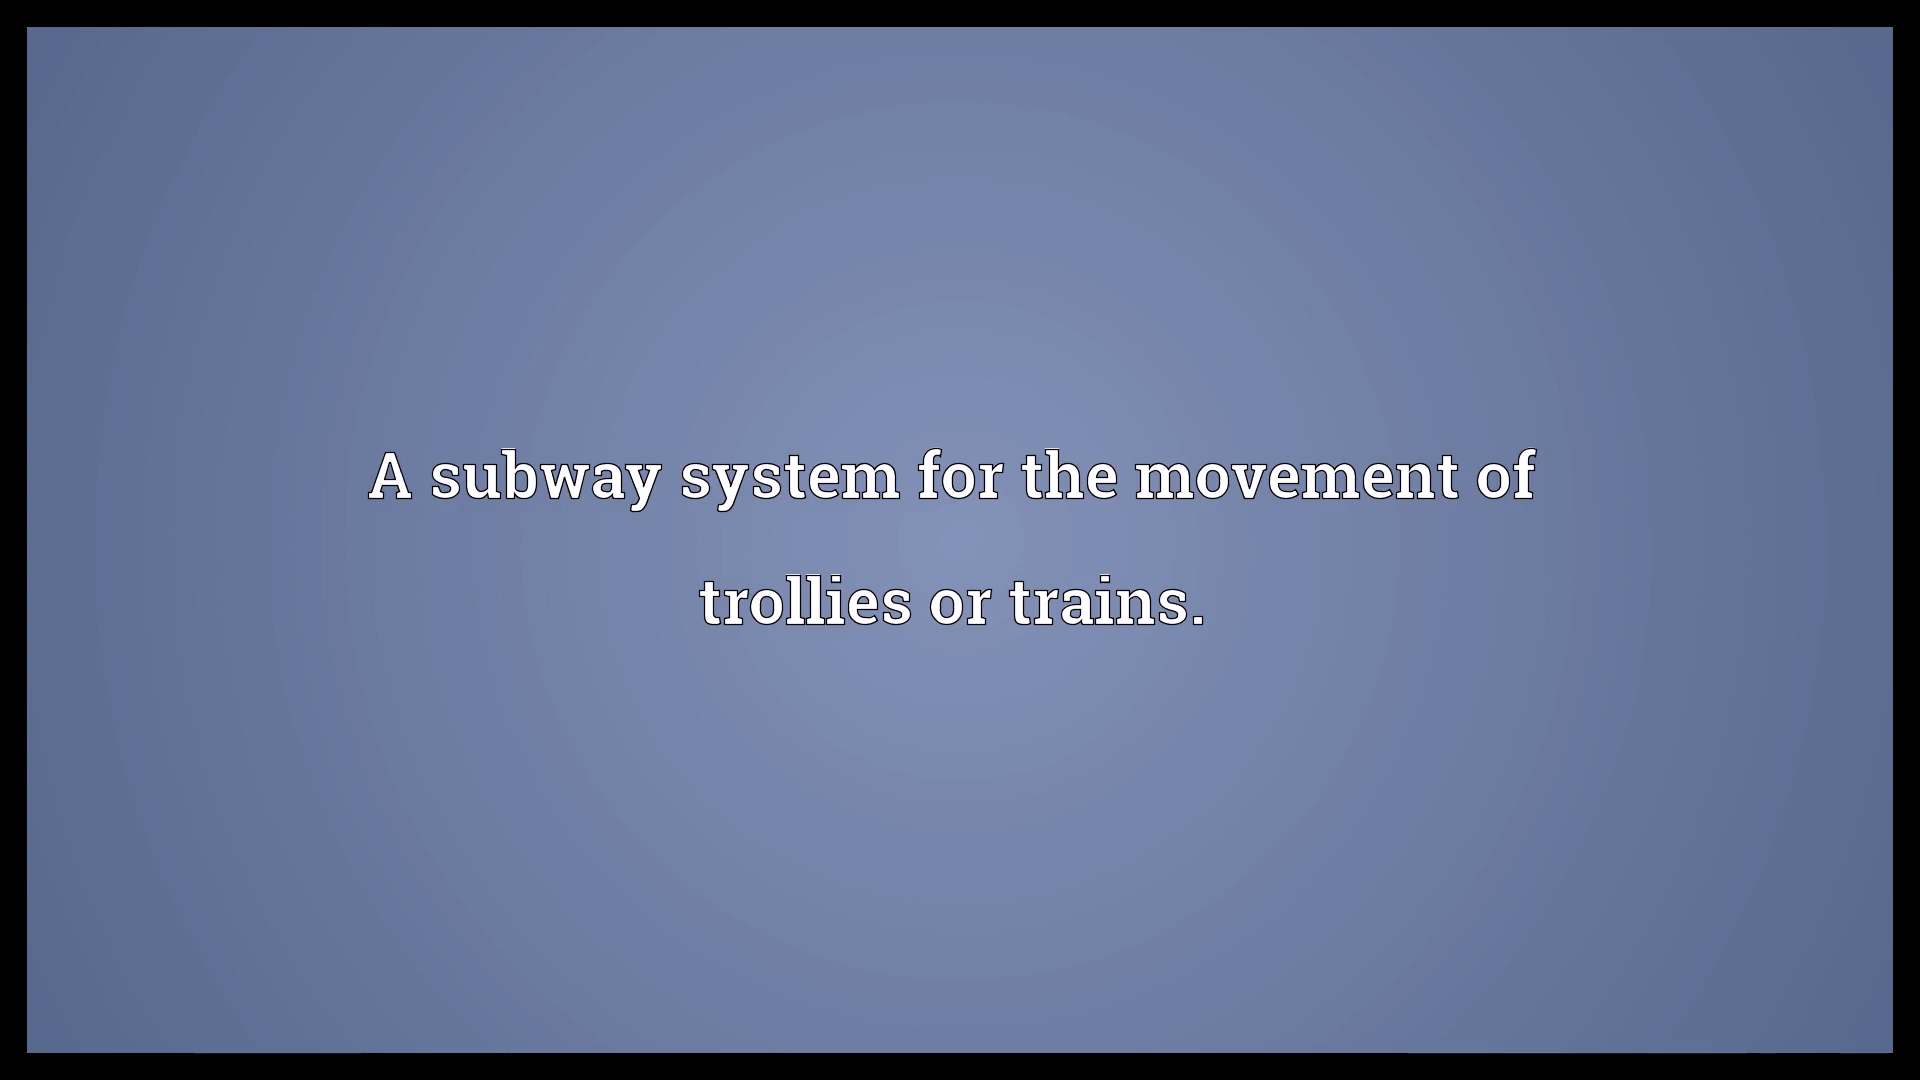 A subway system for the movement of
trollies or trains.